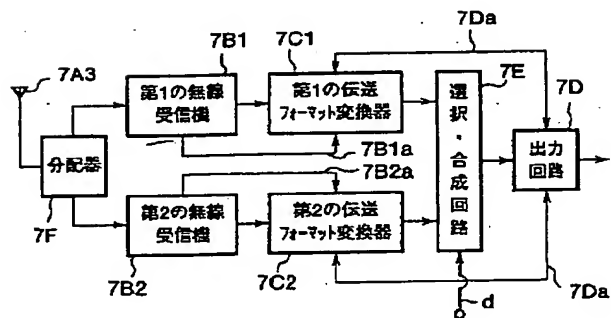 7A3
7B1
7C1
7Da
7E
7D
第1の無線
受信機
第1の伝送
フォーマット変換器
選択・合成回路
出力
回路
分配器
7B1a
7B2a
7F
第2の無線
受信機
第2の伝送
フォーマット変換器
7B2
7C2
d
7Da